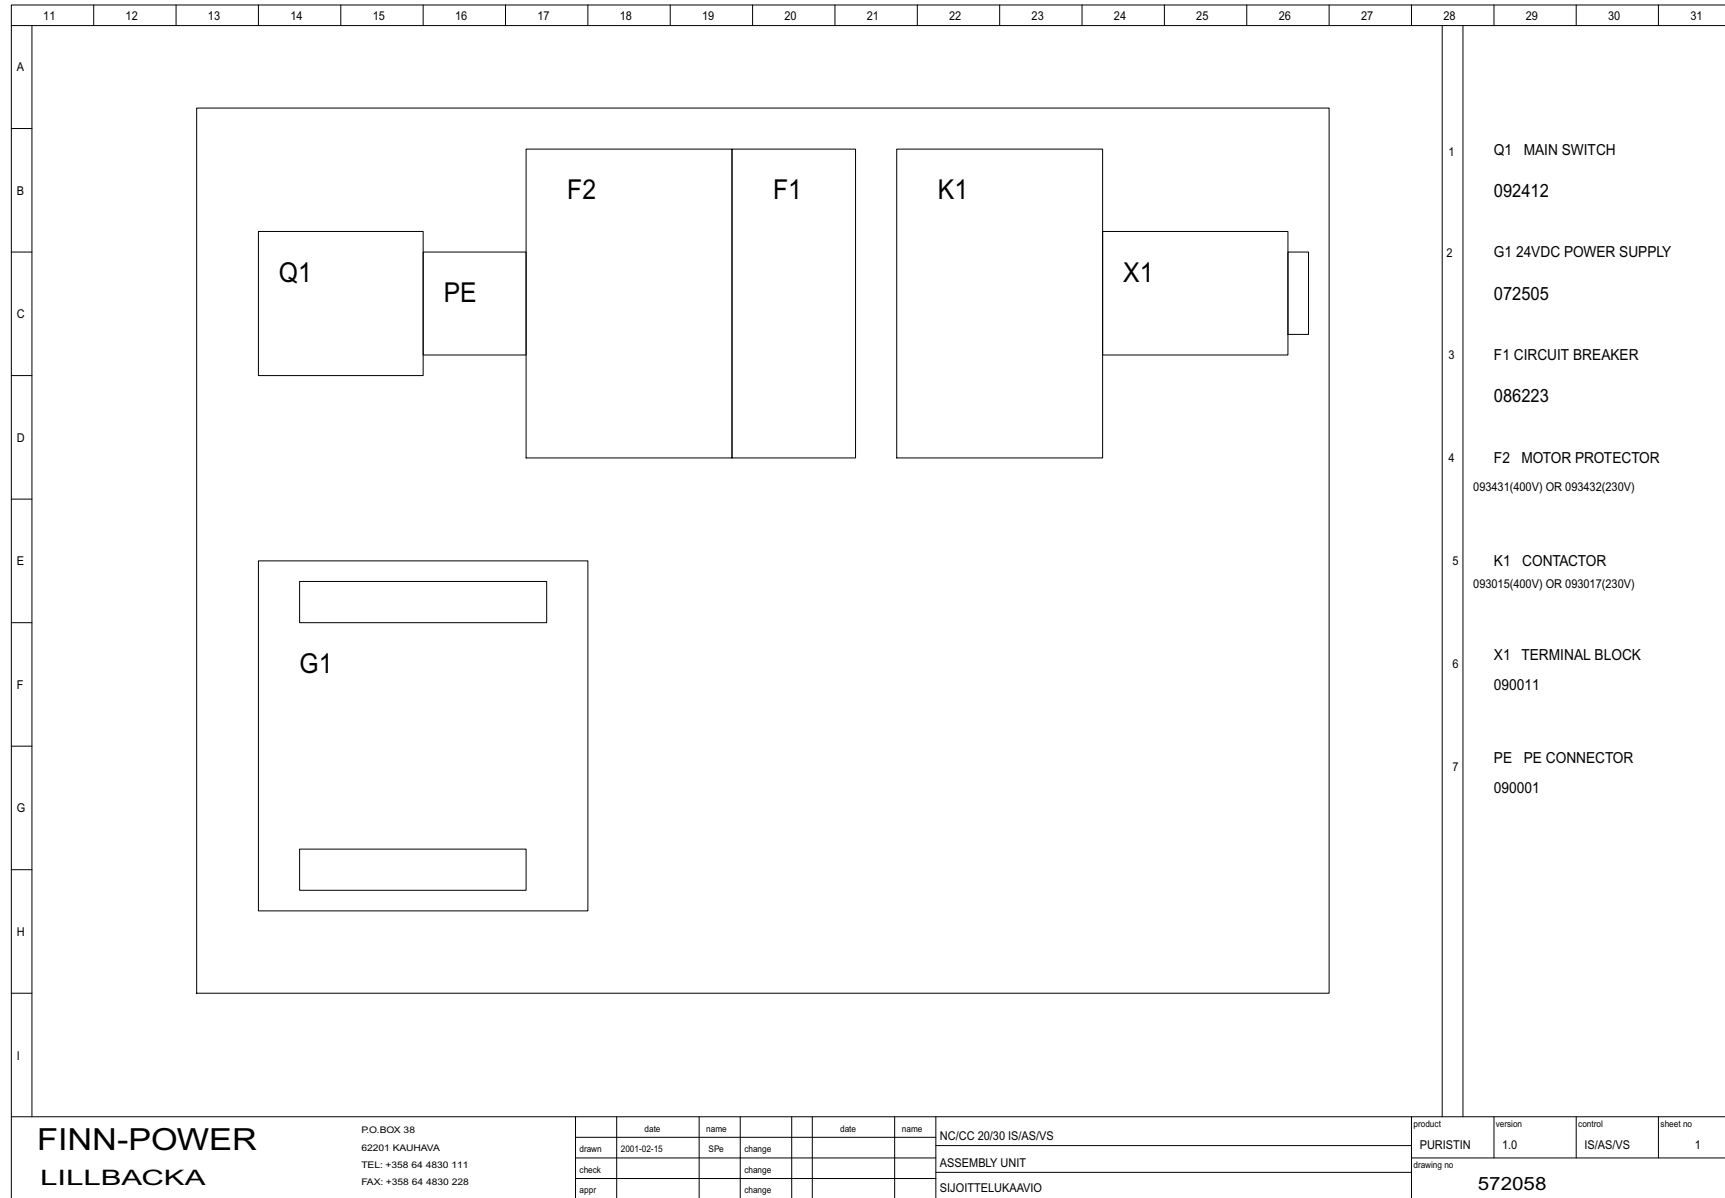 11 12 13 14 15 16 17 18 19 20 21 22 23 24 25 26 27 28 29 30 31
A
B
C
D
E
F
G
H
I
F2 F1 K1
Q1 PE X1
G1
1 Q1 MAIN SWITCH
092412
2 G1 24VDC POWER SUPPLY
072505
3 F1 CIRCUIT BREAKER
086223
4 F2 MOTOR PROTECTOR
093431(400V) OR 093432(230V)
5 K1 CONTACTOR
093015(400V) OR 093017(230V)
6 X1 TERMINAL BLOCK
090011
7 PE PE CONNECTOR
090001
FINN-POWER
LILLBACKA
P.O.BOX 38
62201 KAUHAVA
TEL: +358 64 4830 111
FAX: +358 64 4830 228
date name date name
drawn 2001-02-15 SPe change
check change
appr change
NC/CC 20/30 IS/AS/VS
ASSEMBLY UNIT
SIJOITTELUKAAVIO
product version control sheet no
PURISTIN 1.0 IS/AS/VS 1
drawing no
572058